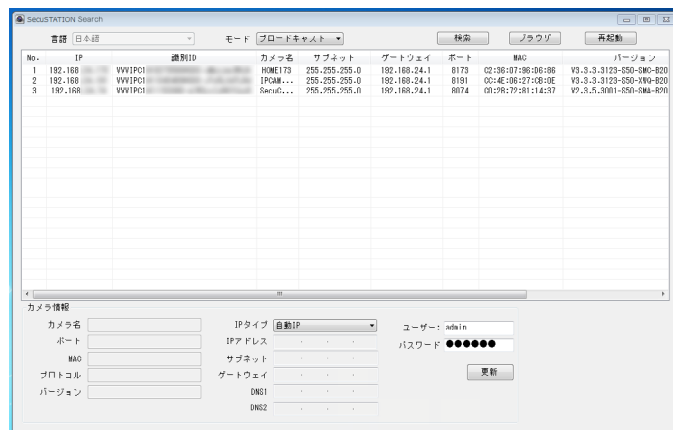 SecuSTATION Search
言語 日本語 モード ブロードキャスト 検索 ブラウザ 再起動
No. IP 識別ID カメラ名 サブネット ゲートウェイ ポート MAC バージョン
1 192.168 VVVIPC1 HOME173 255.255.255.0 192.168.24.1 8173 C2:36:07:96:D6:86 V3.3.3.3123-S50-SMC-B20
2 192.168 VVVIPC1 IPCAM... 255.255.255.0 192.168.24.1 8191 CC:4E:06:27:CB:0E V3.3.3.3123-S50-XNQ-B20
3 192.168 VVVIPC1 SecuC... 255.255.255.0 192.168.24.1 8074 C0:2B:72:81:14:37 V2.3.5.3001-S50-SMA-B20
カメラ情報
カメラ名 IPタイプ 自動IP ユーザー: admin
ポート IPアドレス パスワード ●●●●●●
MAC サブネット
プロトコル ゲートウェイ 更新
バージョン DNS1
DNS2